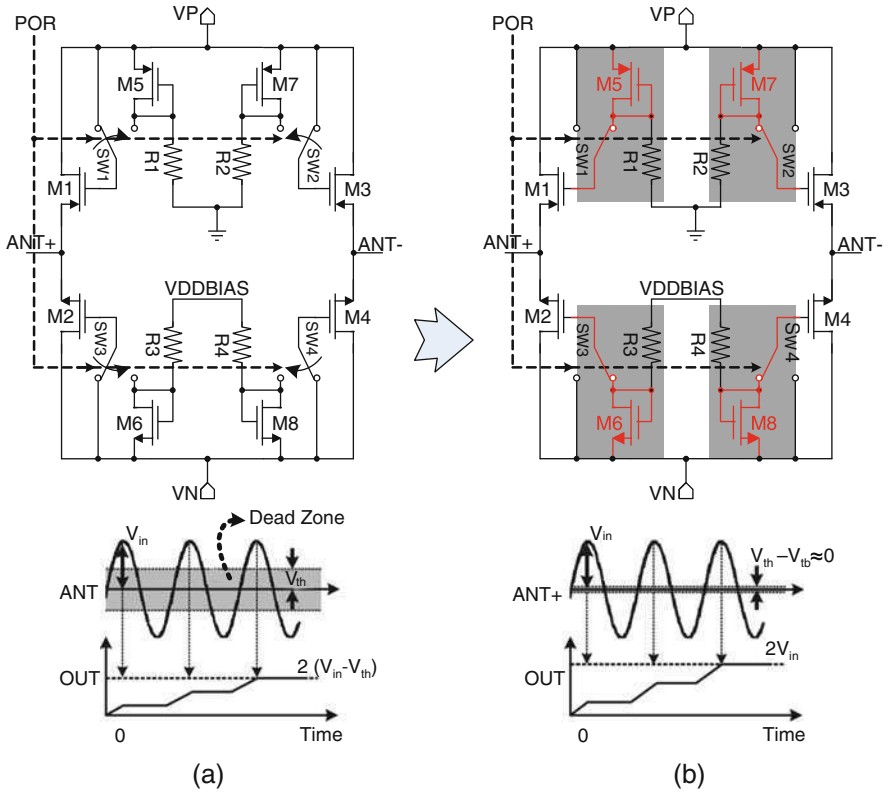 POR VP
M5 M7
SW1 R1 R2 SW2
M1 M3
ANT+ ANT-
VDDBIAS
M2 M4
SW3 R3 R4 SW4
M6 M8
VN
Dead Zone
Vin
Vth
ANT
2 (Vin-Vth)
OUT
0 Time
(a)
POR VP
M5 M7
SW1 R1 R2 SW2
M1 M3
ANT+ ANT-
VDDBIAS
M2 M4
SW3 R3 R4 SW4
M6 M8
VN
Vin
Vth-Vtb≈0
ANT+
2Vin
OUT
0 Time
(b)